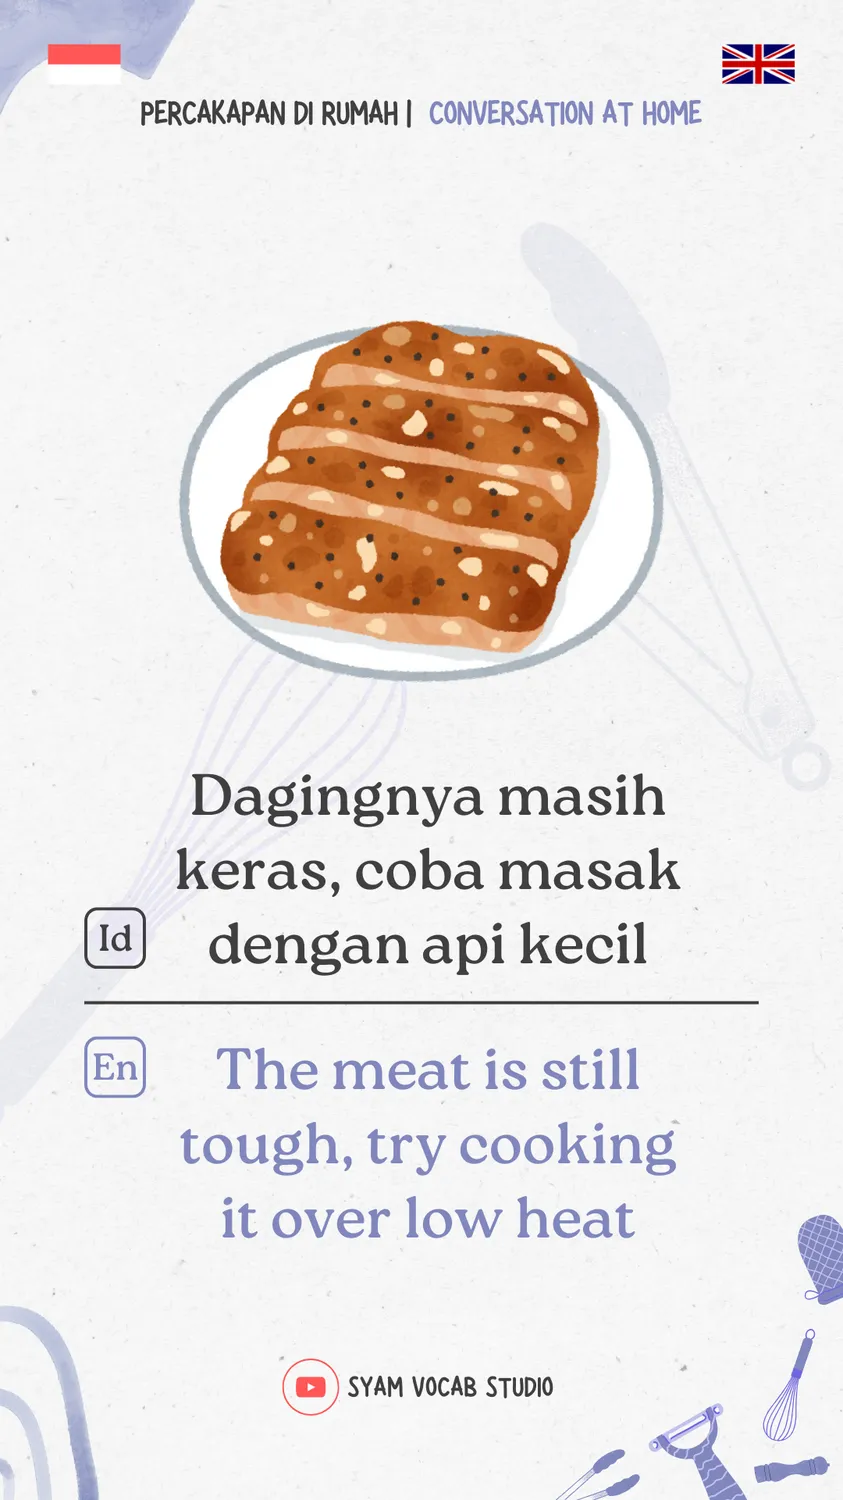 PERCAKAPAN DI RUMAH | CONVERSATION AT HOME
Dagingnya masih
keras, coba masak
dengan api kecil
Id
En
The meat is still
tough, try cooking
it over low heat
SYAM VOCAB STUDIO